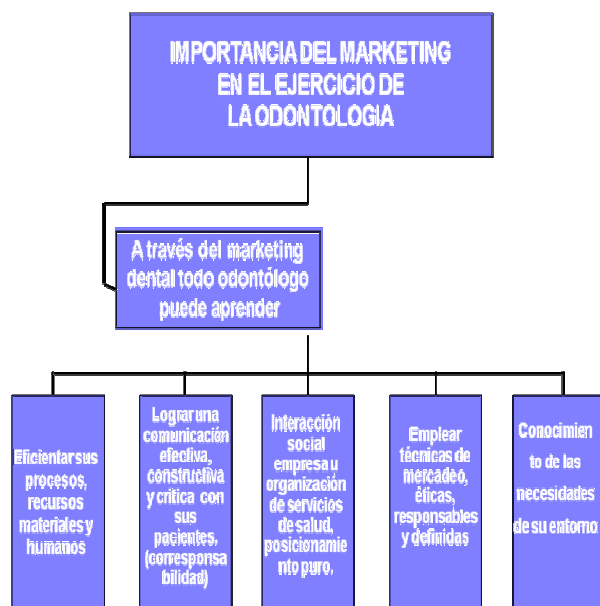 IMPORTANCIA DEL MARKETING
EN EL EJERCICIO DE
LA ODONTOLOGIA
A través del marketing
dental todo odontólogo
puede aprender
Eficientar sus
procesos,
recursos
materiales y
humanos
Lograr una
comunicación
efectiva,
constructiva
y critica con
sus
pacientes.
(corresponsa
bilidad)
Interacción
social
empresa u
organización
de servicios
de salud,
posicionamie
nto puro.
Emplear
técnicas de
mercadeo,
éticas,
responsables
y definidas
Conocimien
to de las
necesidades
de su entorno